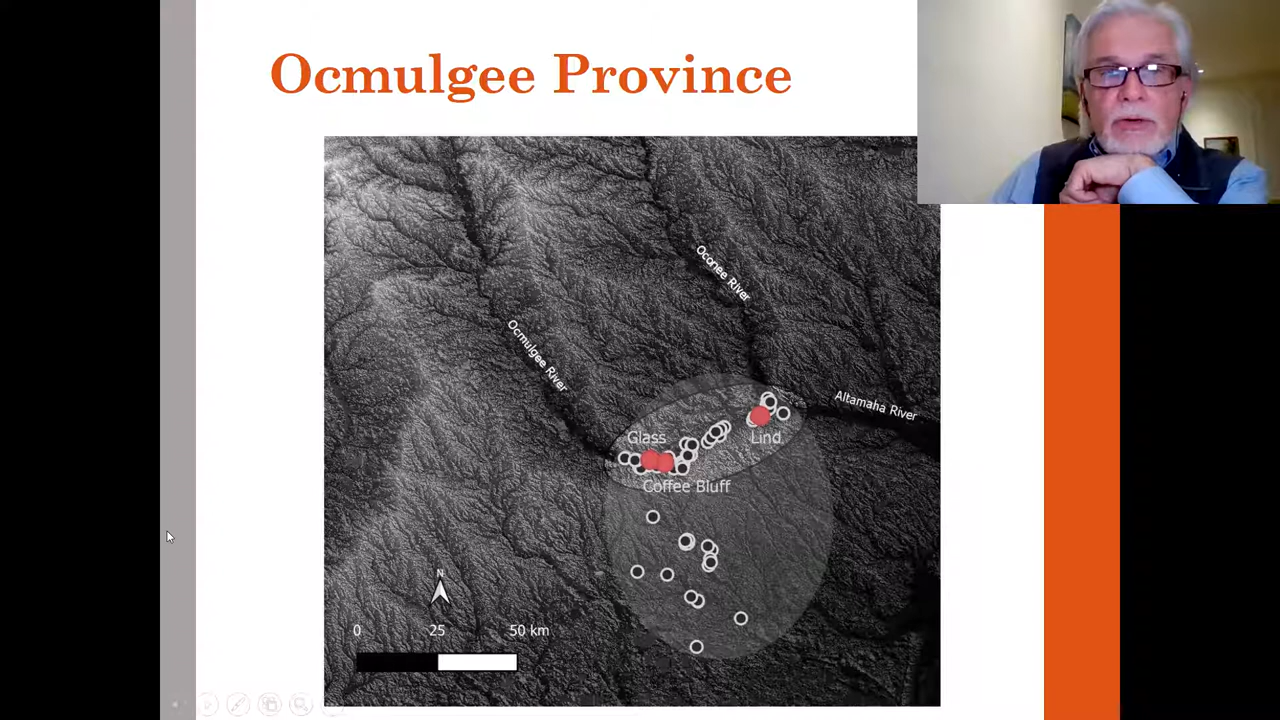 Ocmulgee Province
Oconee River
Ocmulgee River
Altamaha River
Glass
Lind
Coffee Bluff
N
0 25 50 km